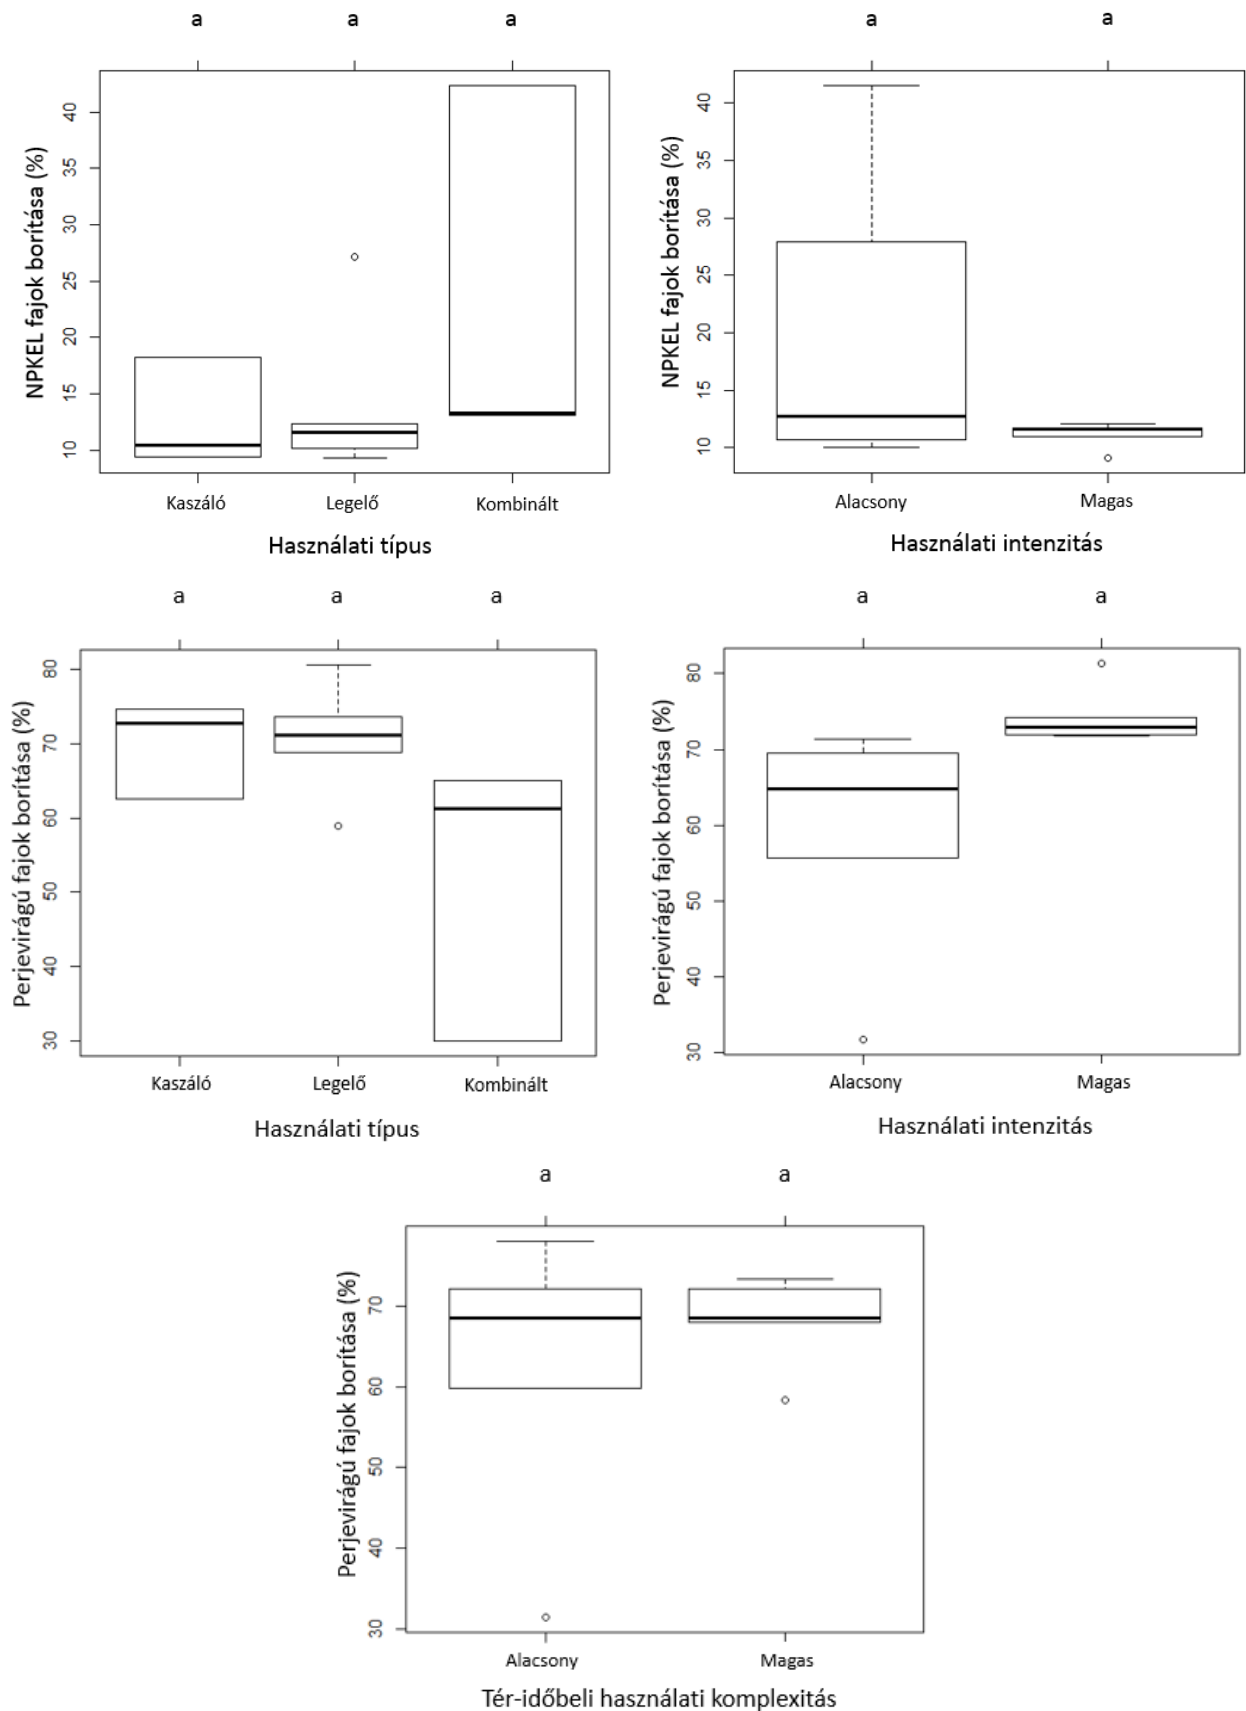 a a a
NPKEL fajok borítása (%)
40
35
30
25
20
15
10
Kaszáló Legelő Kombinált
Használati típus
a a
NPKEL fajok borítása (%)
40
35
30
25
20
15
10
Alacsony Magas
Használati intenzitás
a a a
Perjevirágú fajok borítása (%)
80
70
60
50
40
30
Kaszáló Legelő Kombinált
Használati típus
a a
Perjevirágú fajok borítása (%)
80
70
60
50
40
30
Alacsony Magas
Használati intenzitás
a a
Perjevirágú fajok borítása (%)
70
60
50
40
30
Alacsony Magas
Tér-időbeli használati komplexitás